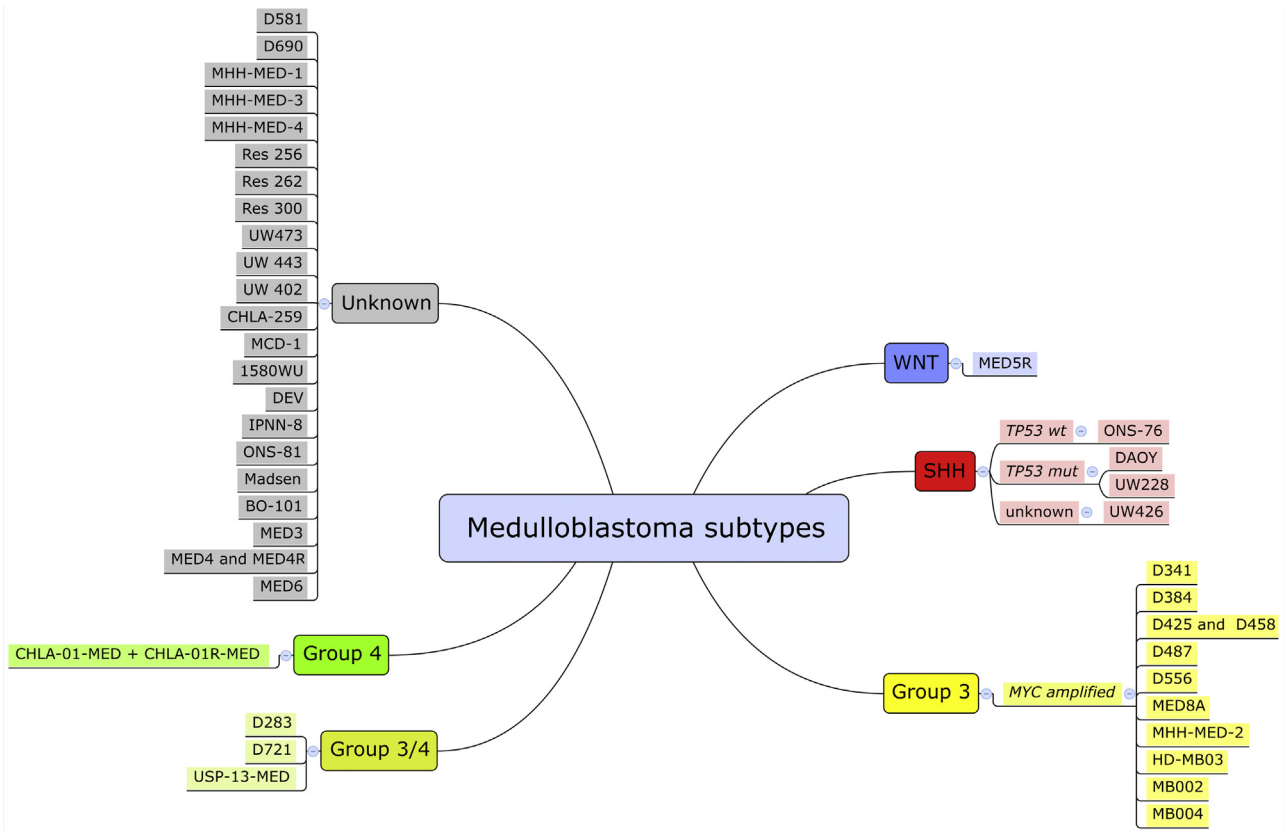 D581
D690
MHH-MED-1
MHH-MED-3
MHH-MED-4
Res 256
Res 262
Res 300
UW473
UW 443
UW 402
CHLA-259
MCD-1
1580WU
DEV
IPNN-8
ONS-81
Madsen
BO-101
MED3
MED4 and MED4R
MED6
Unknown
WNT
MED5R
SHH
TP53 wt
ONS-76
TP53 mut
DAOY
UW228
unknown
UW426
Medulloblastoma subtypes
Group 4
CHLA-01-MED + CHLA-01R-MED
Group 3/4
D283
D721
USP-13-MED
Group 3
MYC amplified
D341
D384
D425 and  D458
D487
D556
MED8A
MHH-MED-2
HD-MB03
MB002
MB004